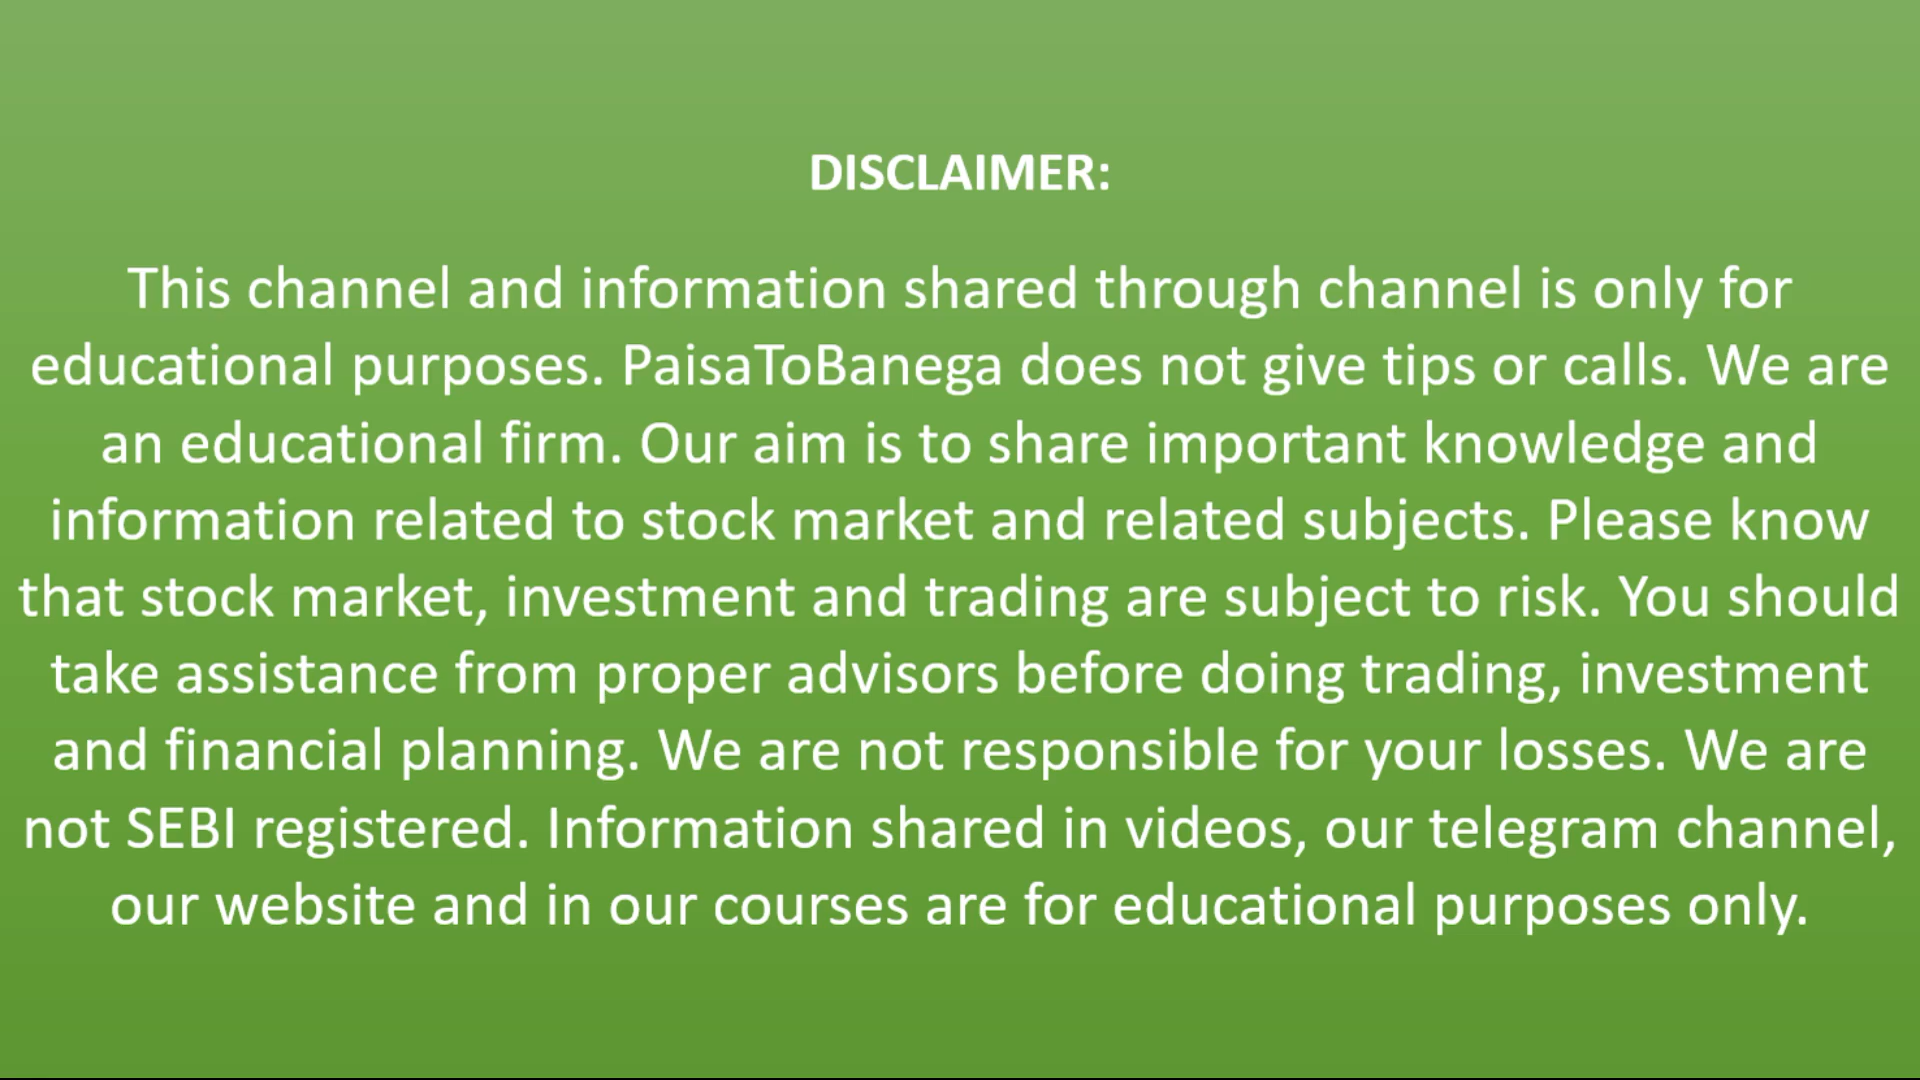 DISCLAIMER:
This channel and information shared through channel is only for
educational purposes. PaisaToBanega does not give tips or calls. We are
an educational firm. Our aim is to share important knowledge and
information related to stock market and related subjects. Please know
that stock market, investment and trading are subject to risk. You should
take assistance from proper advisors before doing trading, investment
and financial planning. We are not responsible for your losses. We are
not SEBI registered. Information shared in videos, our telegram channel,
our website and in our courses are for educational purposes only.